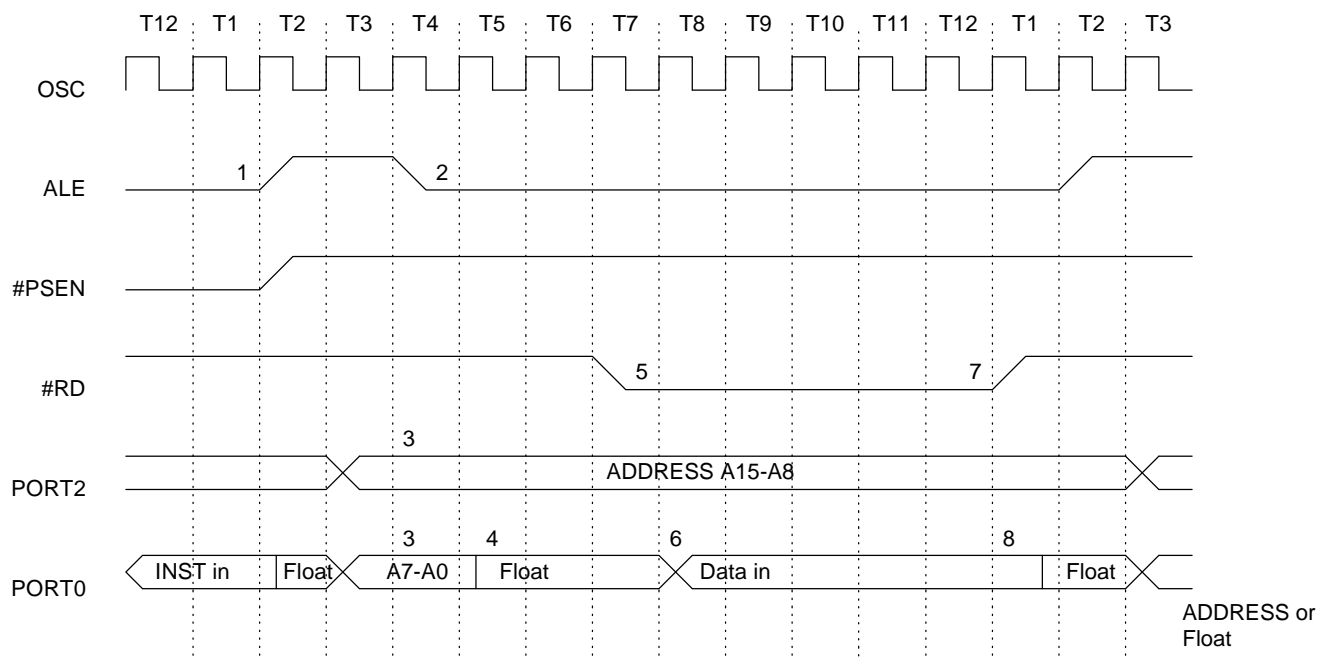 T12 T1 T2 T3 T4 T5 T6 T7 T8 T9 T10 T11 T12 T1 T2 T3
OSC
1 2
ALE
#PSEN
5 7
#RD
3
ADDRESS A15-A8
PORT2
3 4 6 8
INST in Float A7-A0 Float Data in Float
PORT0
ADDRESS or
Float